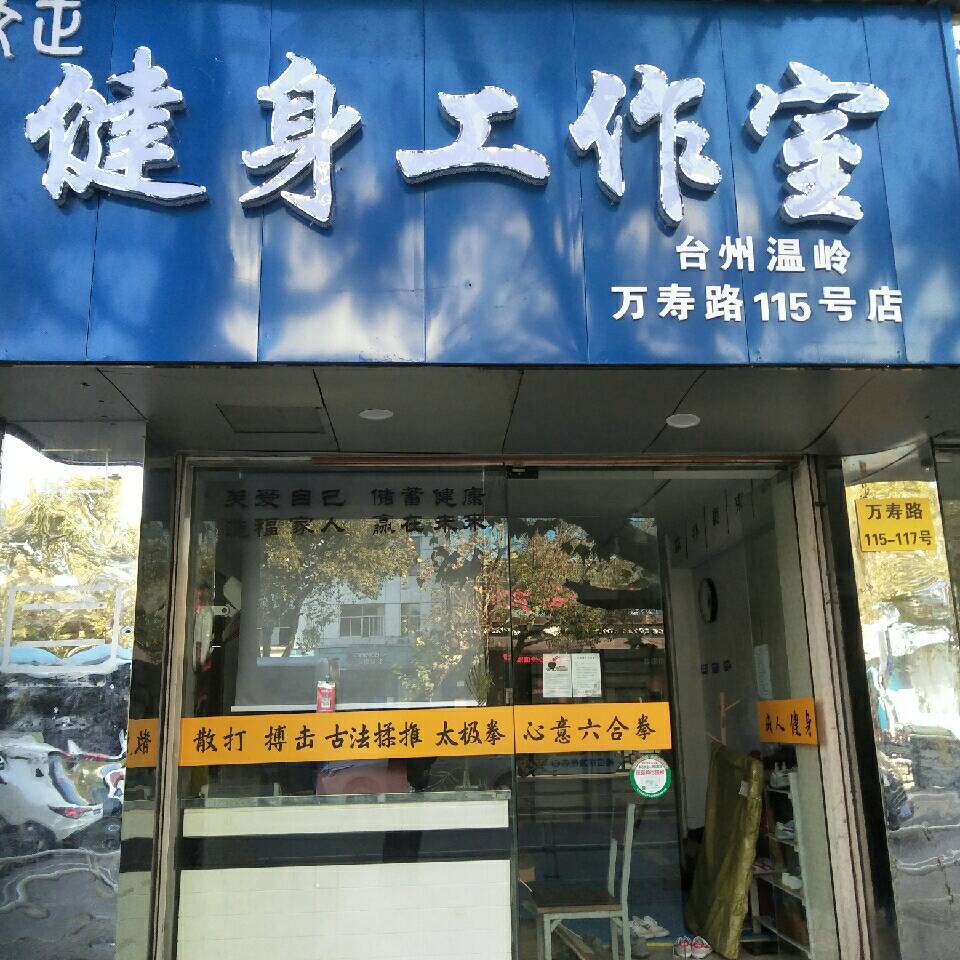 健身工作室
台州温岭
万寿路115号店
关爱自己 储蓄健康
造福家人 赢在未来
万寿路
115-117号
散打 搏击 古法揉推 太极拳 心意六合拳
人健身